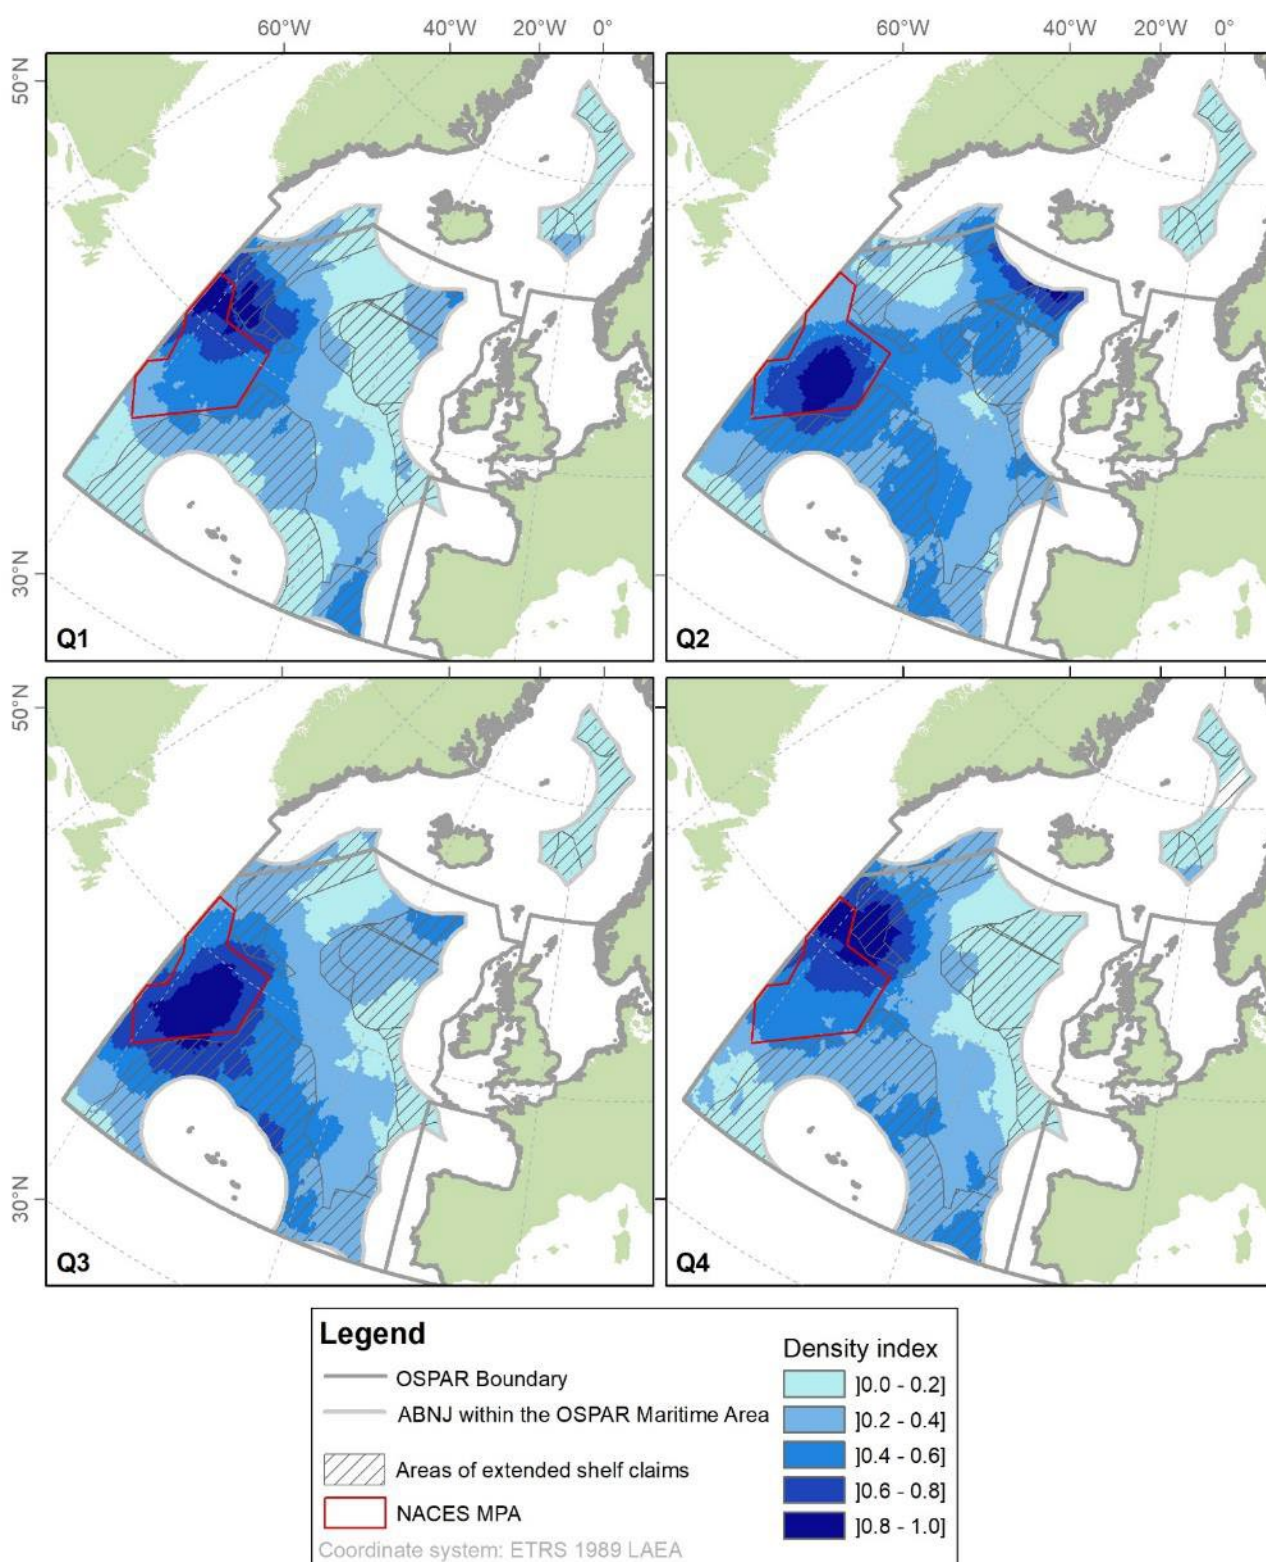 60°W 40°W 20°W 0° 60°W 40°W 20°W 0°
50°N
30°N
Q1 Q2
50°N
30°N
Q3 Q4
Legend
OSPAR Boundary
ABNJ within the OSPAR Maritime Area
Areas of extended shelf claims
NACES MPA
Coordinate system: ETRS 1989 LAEA
Density index
]0.0 - 0.2]
]0.2 - 0.4]
]0.4 - 0.6]
]0.6 - 0.8]
]0.8 - 1.0]